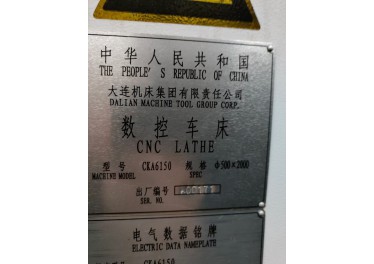 中华人民共和国
THE PEOPLE'S REPUBLIC OF CHINA
大连机床集团有限责任公司
DALIAN MACHINE TOOL GROUP CORP.
数控车床
CNC LATHE
型号 CKA6150 规格 Φ500×2000
MACHINE MODEL SPEC
出厂编号
SER. NO.
电气数据铭牌
ELECTRIC DATA NAMEPLATE
CKA6150